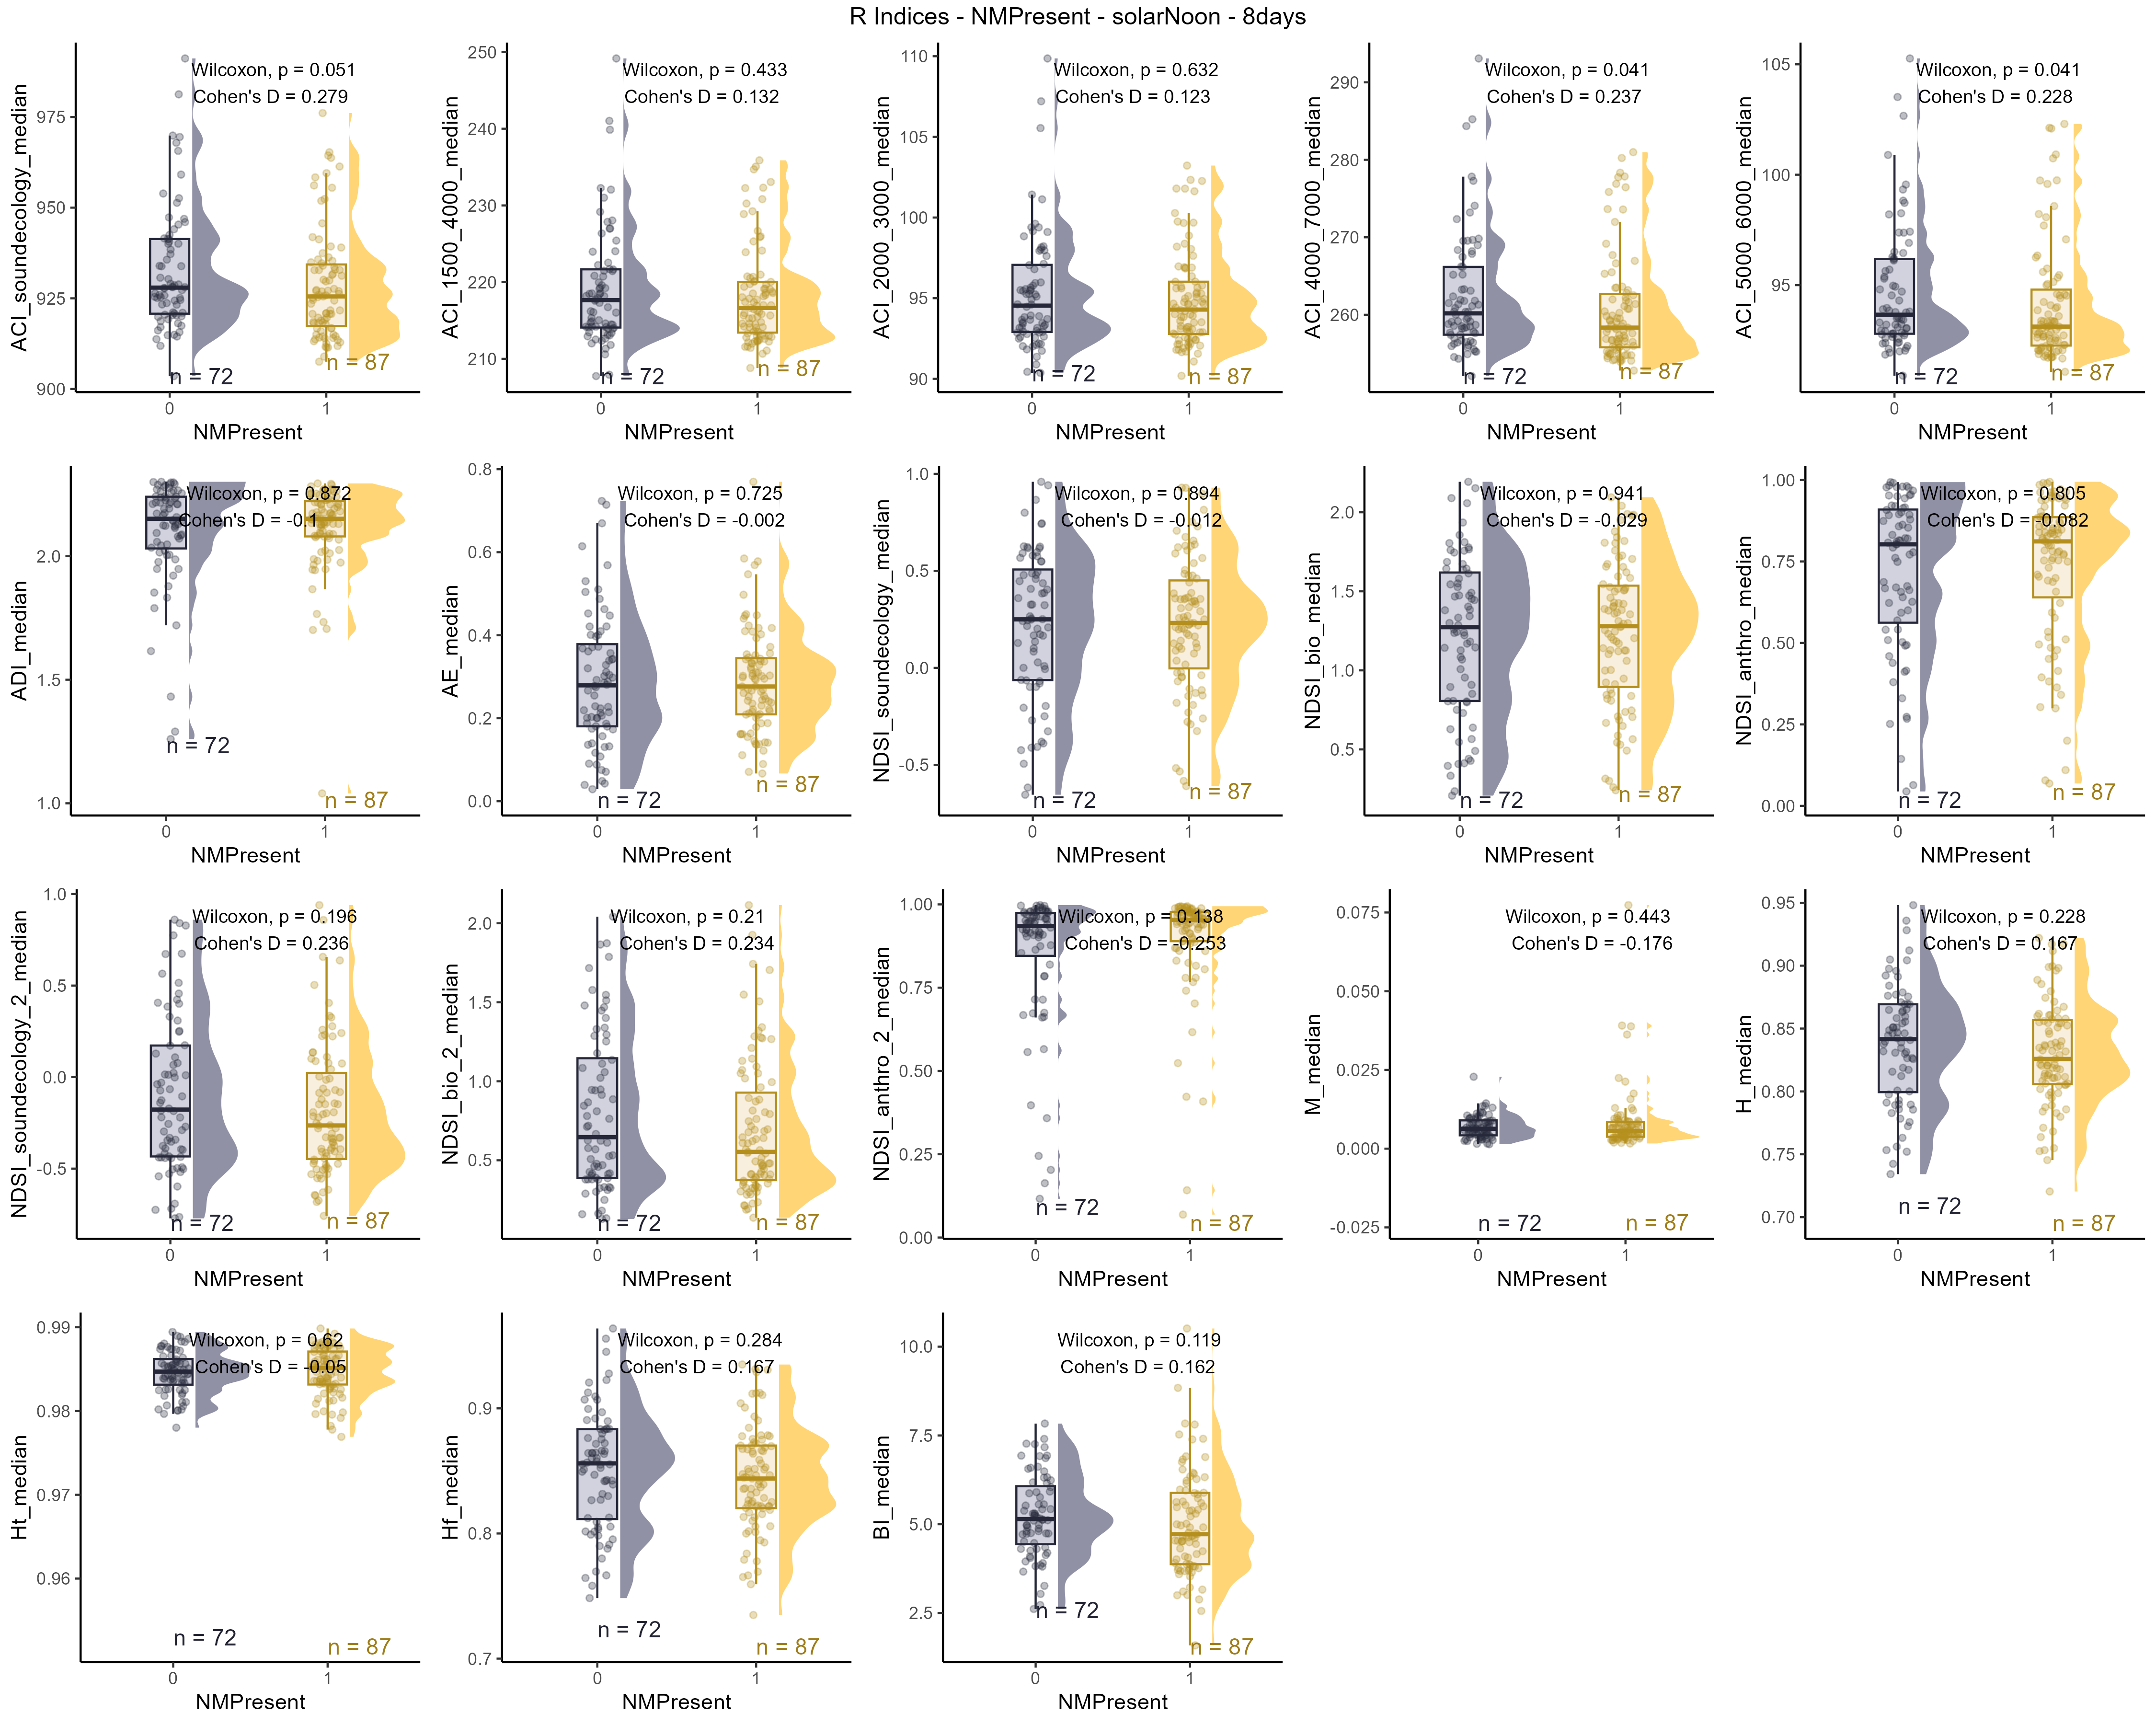 R Indices - NMPresent - solarNoon - 8days
ACI_soundecology_median
975
950
925
900
Wilcoxon, p = 0.051
Cohen's D = 0.279
n = 72
n = 87
0
1
NMPresent
ACI_1500_4000_median
250
240
230
220
210
Wilcoxon, p = 0.433
Cohen's D = 0.132
n = 72
n = 87
0
1
NMPresent
ACI_2000_3000_median
110
105
100
95
90
Wilcoxon, p = 0.632
Cohen's D = 0.123
n = 72
n = 87
0
1
NMPresent
ACI_4000_7000_median
290
280
270
260
Wilcoxon, p = 0.041
Cohen's D = 0.237
n = 72
n = 87
0
1
NMPresent
ACI_5000_6000_median
105
100
95
Wilcoxon, p = 0.041
Cohen's D = 0.228
n = 72
n = 87
0
1
NMPresent
ADI_median
2.0
1.5
1.0
Wilcoxon, p = 0.872
Cohen's D = -0.1
n = 72
n = 87
0
1
NMPresent
AE_median
0.8
0.6
0.4
0.2
0.0
Wilcoxon, p = 0.725
Cohen's D = -0.002
n = 72
n = 87
0
1
NMPresent
NDSI_soundecology_median
1.0
0.5
0.0
-0.5
Wilcoxon, p = 0.894
Cohen's D = -0.012
n = 72
n = 87
0
1
NMPresent
NDSI_bio_median
2.0
1.5
1.0
0.5
Wilcoxon, p = 0.941
Cohen's D = -0.029
n = 72
n = 87
0
1
NMPresent
NDSI_anthro_median
1.00
0.75
0.50
0.25
0.00
Wilcoxon, p = 0.805
Cohen's D = -0.082
n = 72
n = 87
0
1
NMPresent
NDSI_soundecology_2_median
1.0
0.5
0.0
-0.5
Wilcoxon, p = 0.196
Cohen's D = 0.236
n = 72
n = 87
0
1
NMPresent
NDSI_bio_2_median
2.0
1.5
1.0
0.5
Wilcoxon, p = 0.21
Cohen's D = 0.234
n = 72
n = 87
0
1
NMPresent
NDSI_anthro_2_median
1.00
0.75
0.50
0.25
0.00
Wilcoxon, p = 0.138
Cohen's D = -0.253
n = 72
n = 87
0
1
NMPresent
M_median
0.075
0.050
0.025
0.000
-0.025
Wilcoxon, p = 0.443
Cohen's D = -0.176
n = 72
n = 87
0
1
NMPresent
H_median
0.95
0.90
0.85
0.80
0.75
0.70
Wilcoxon, p = 0.228
Cohen's D = 0.167
n = 72
n = 87
0
1
NMPresent
Ht_median
0.99
0.98
0.97
0.96
Wilcoxon, p = 0.62
Cohen's D = -0.05
n = 72
n = 87
0
1
NMPresent
Hf_median
0.9
0.8
0.7
Wilcoxon, p = 0.284
Cohen's D = 0.167
n = 72
n = 87
0
1
NMPresent
BI_median
10.0
7.5
5.0
2.5
Wilcoxon, p = 0.119
Cohen's D = 0.162
n = 72
n = 87
0
1
NMPresent